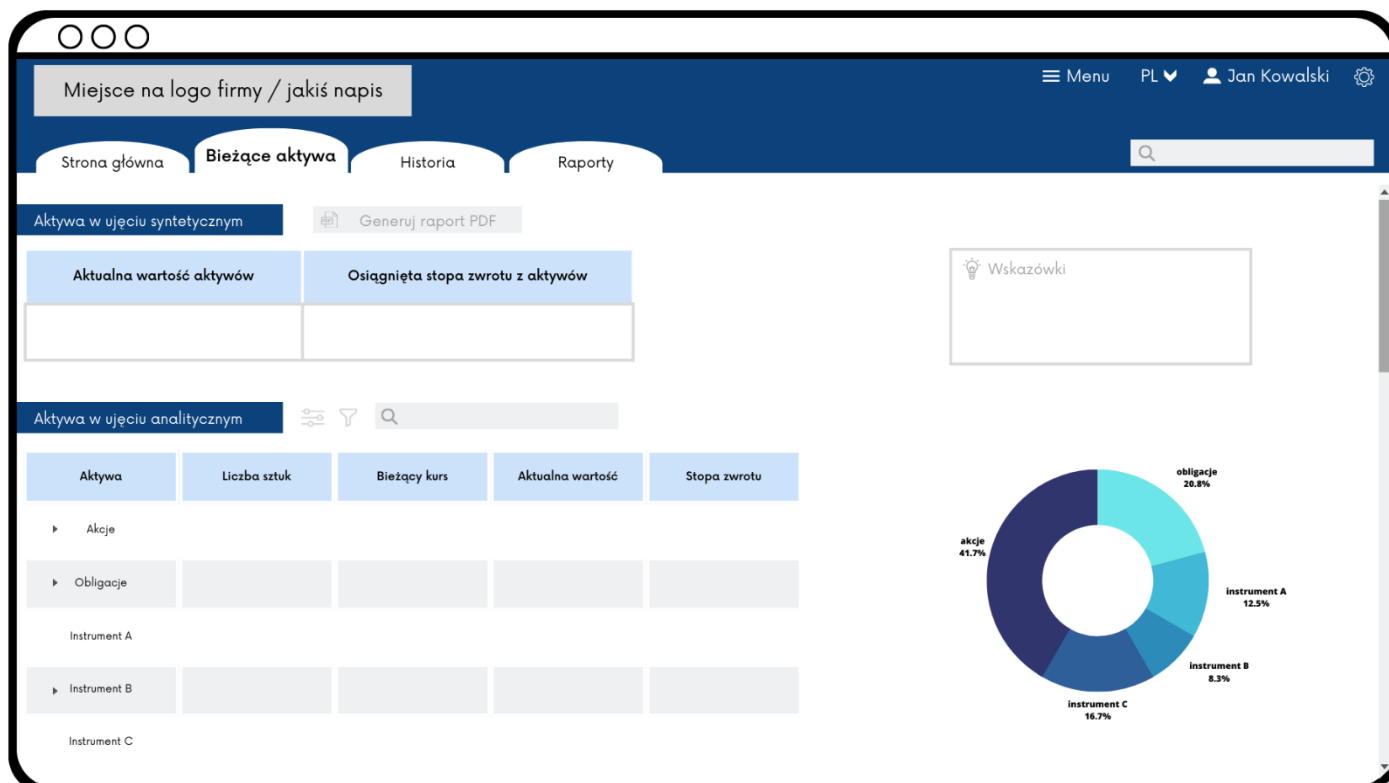 Miejsce na logo firmy / jakiś napis
Menu PL Jan Kowalski
Strona główna Bieżące aktywa Historia Raporty
Aktywa w ujęciu syntetycznym Generuj raport PDF
Aktualna wartość aktywów Osiągnięta stopa zwrotu z aktywów
Wskazówki
Aktywa w ujęciu analitycznym
Aktywa Liczba sztuk Bieżący kurs Aktualna wartość Stopa zwrotu
Akcje
Obligacje
Instrument A
Instrument B
Instrument C
obligacje
20.8%
akcje
41.7%
instrument A
12.5%
instrument B
8.3%
instrument C
16.7%